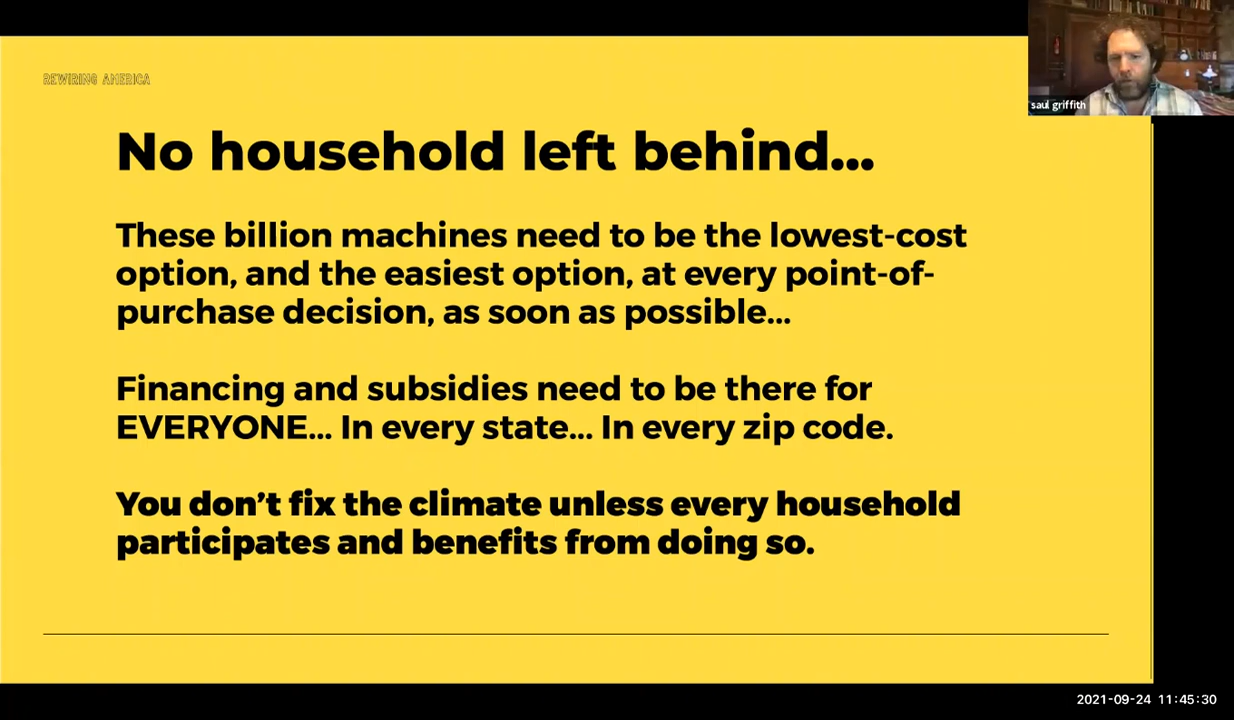 REWIRING AMERICA
saul griffith
No household left behind...
These billion machines need to be the lowest-cost
option, and the easiest option, at every point-of-
purchase decision, as soon as possible...
Financing and subsidies need to be there for
EVERYONE... In every state... In every zip code.
You don’t fix the climate unless every household
participates and benefits from doing so.
2021-09-24 11:45:30